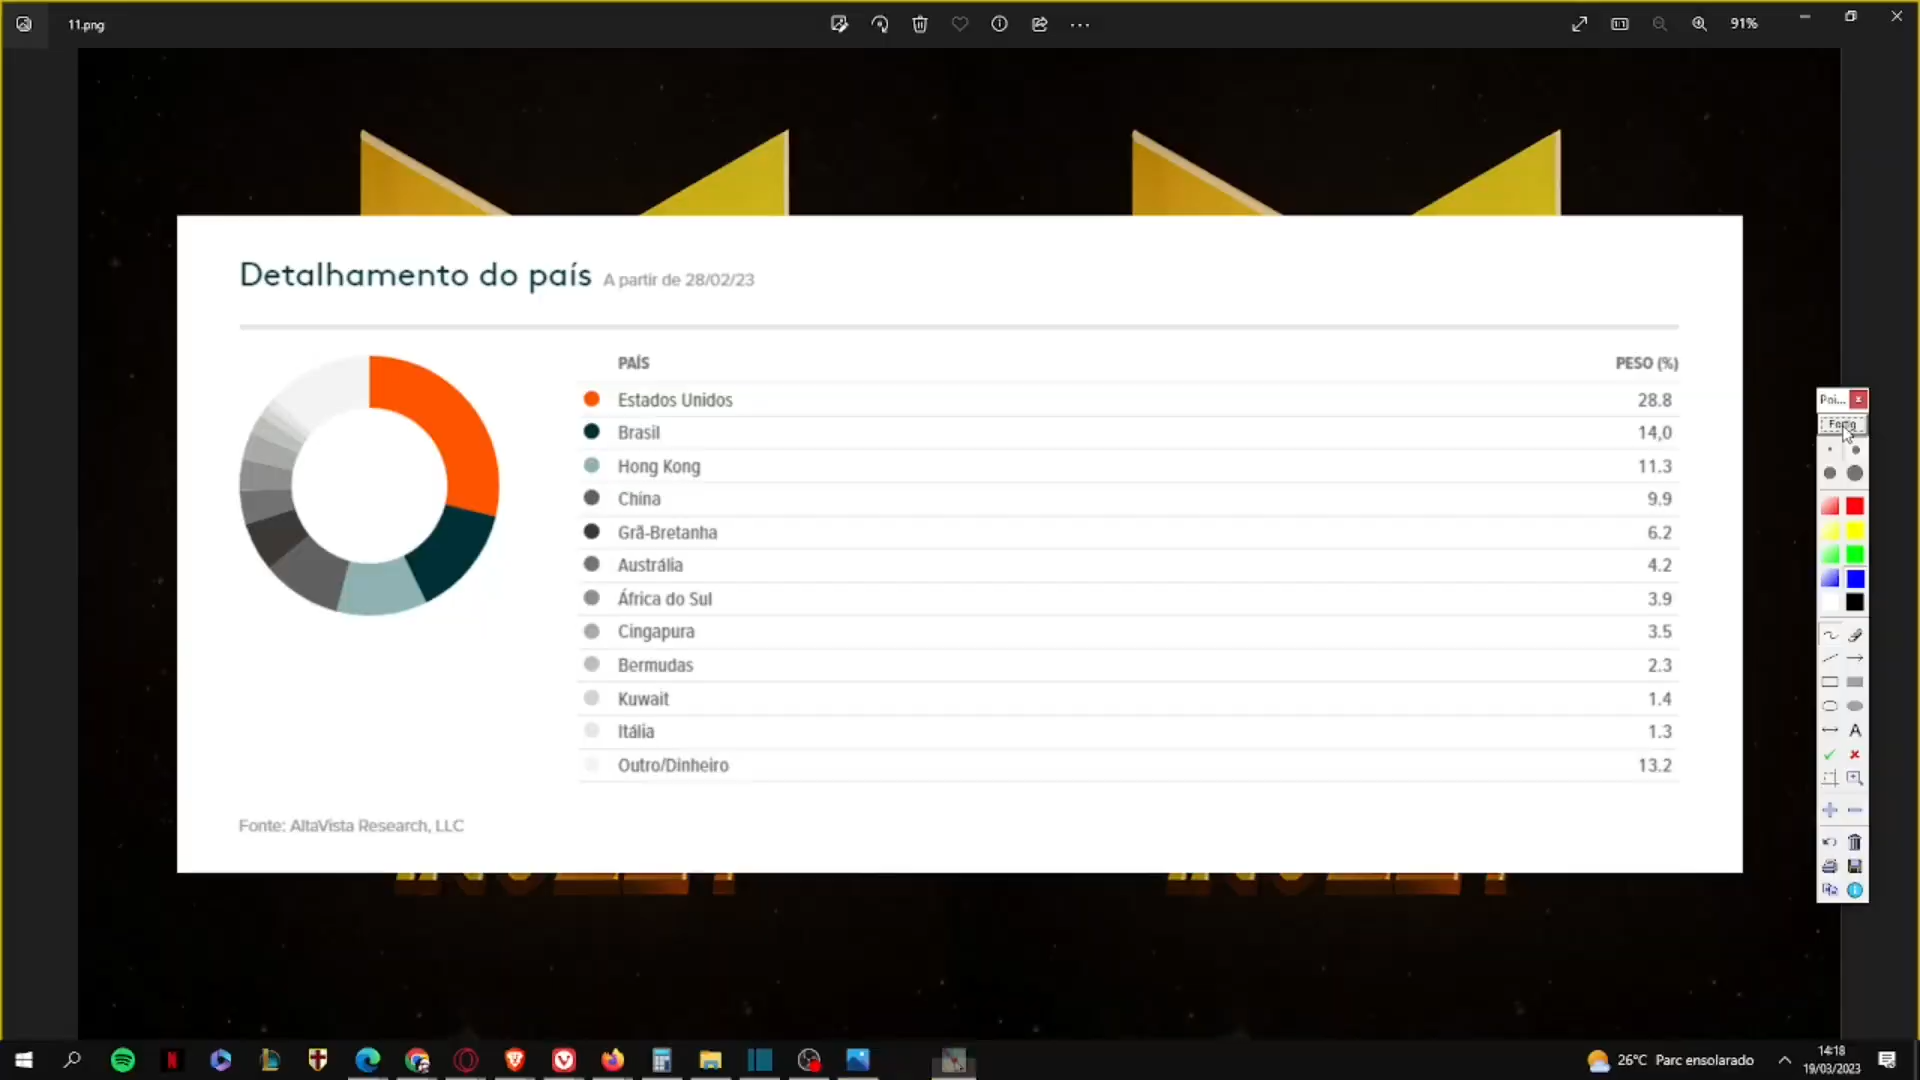 11.png
91%
Detalhamento do país A partir de 28/02/23
PAÍS PESO (%)
Estados Unidos 28.8
Brasil 14,0
Hong Kong 11.3
China 9.9
Grã-Bretanha 6.2
Austrália 4.2
África do Sul 3.9
Cingapura 3.5
Bermudas 2.3
Kuwait 1.4
Itália 1.3
Outro/Dinheiro 13.2
Fonte: AltaVista Research, LLC
Poi...
A
26°C Parc ensolarado
14:18
19/03/2023